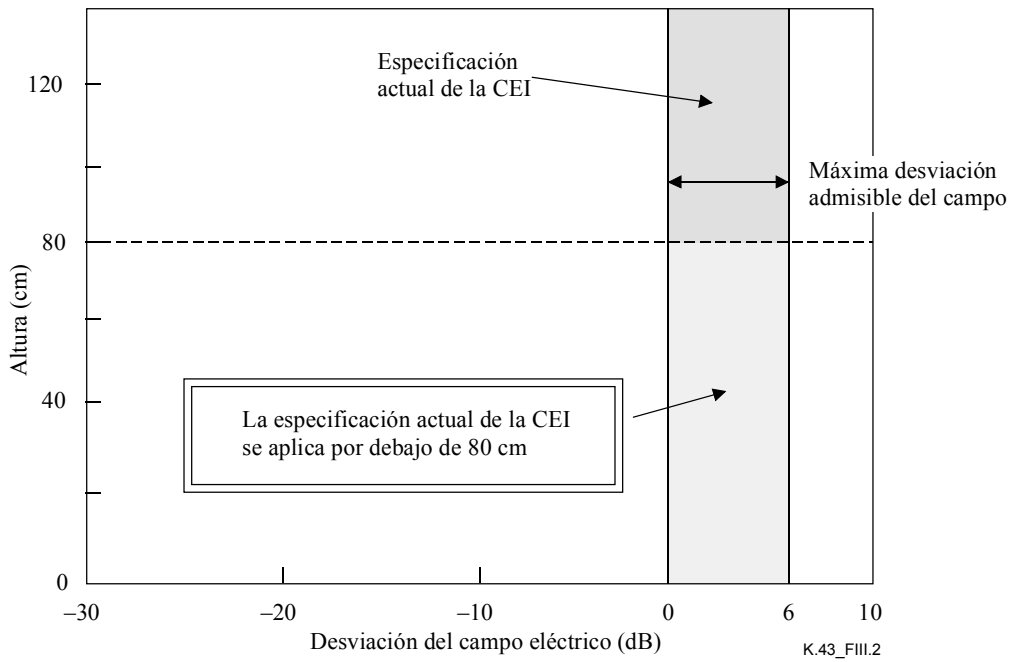 Especificación
actual de la CEI
120
Máxima desviación
admisible del campo
80
Altura (cm)
40
La especificación actual de la CEI
se aplica por debajo de 80 cm
0
–30
–20
–10
0
6
10
Desviación del campo eléctrico (dB)
K.43_FIII.2